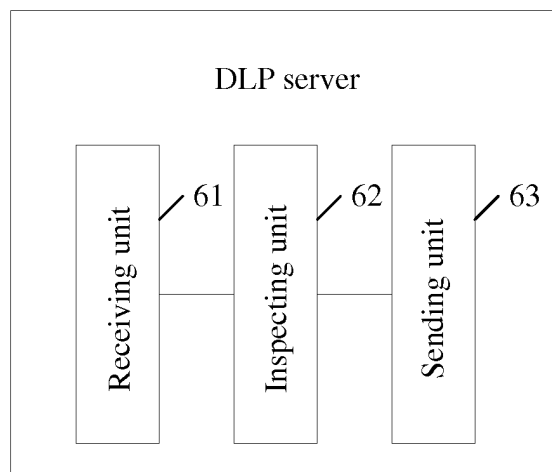 DLP server
61
62
63
Receiving unit
Inspecting unit
Sending unit